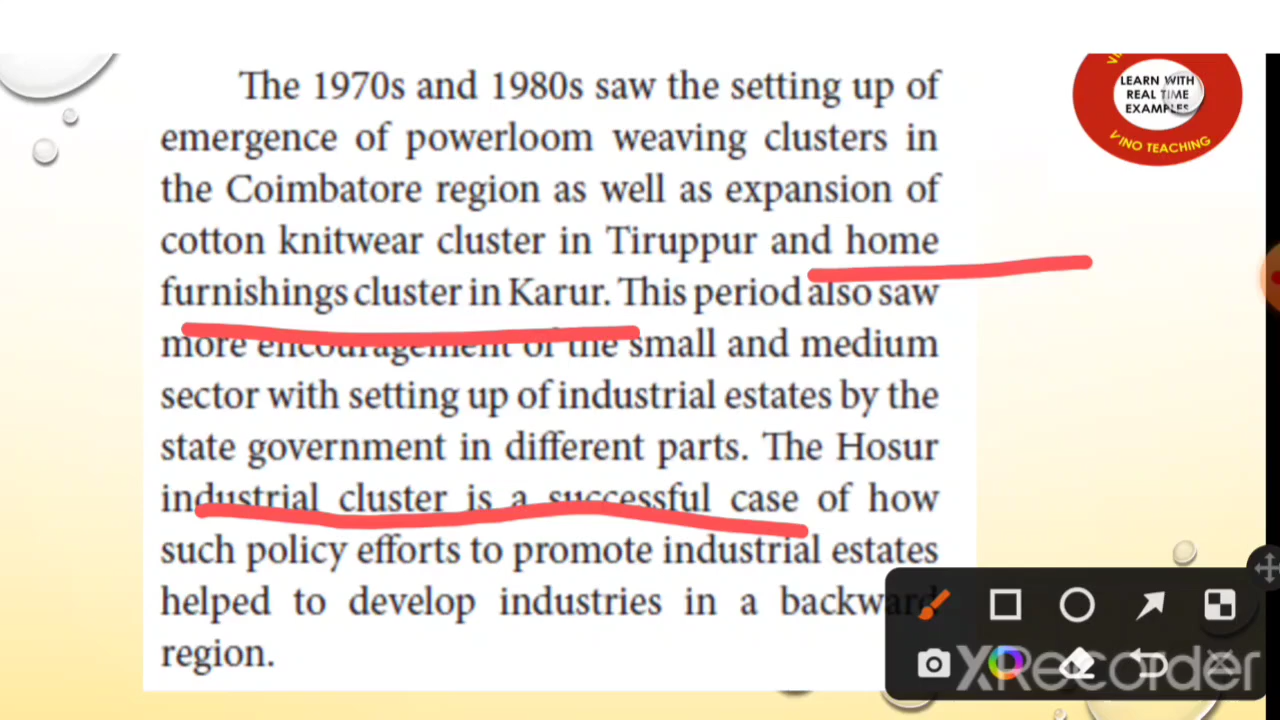 The 1970s and 1980s saw the setting up of
emergence of powerloom weaving clusters in
the Coimbatore region as well as expansion of
cotton knitwear cluster in Tiruppur and home
furnishings cluster in Karur. This period also saw
more encouragement of the small and medium
sector with setting up of industrial estates by the
state government in different parts. The Hosur
industrial cluster is a successful case of how
such policy efforts to promote industrial estates
helped to develop industries in a backward
region.
LEARN WITH
REAL TIME
EXAMPLES
VINO TEACHING
XRecorder